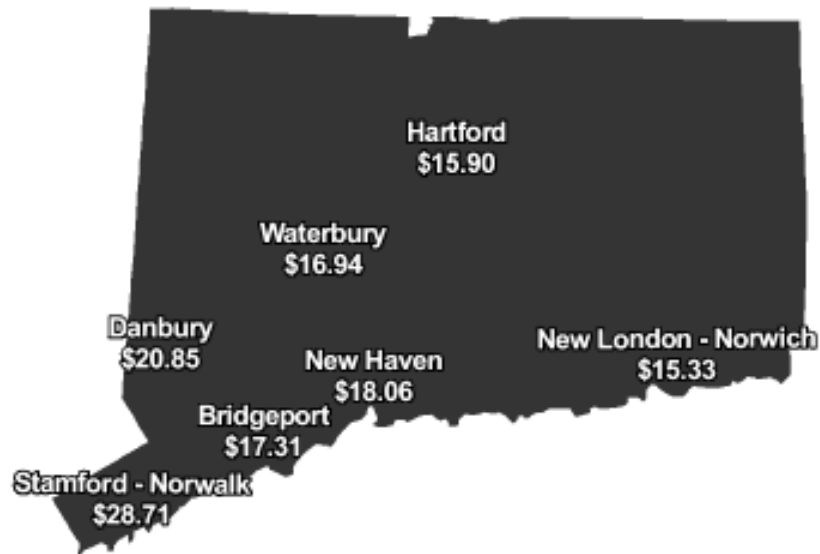 Hartford
$15.90
Waterbury
$16.94
Danbury
$20.85
New Haven
$18.06
New London - Norwich
$15.33
Bridgeport
$17.31
Stamford - Norwalk
$28.71